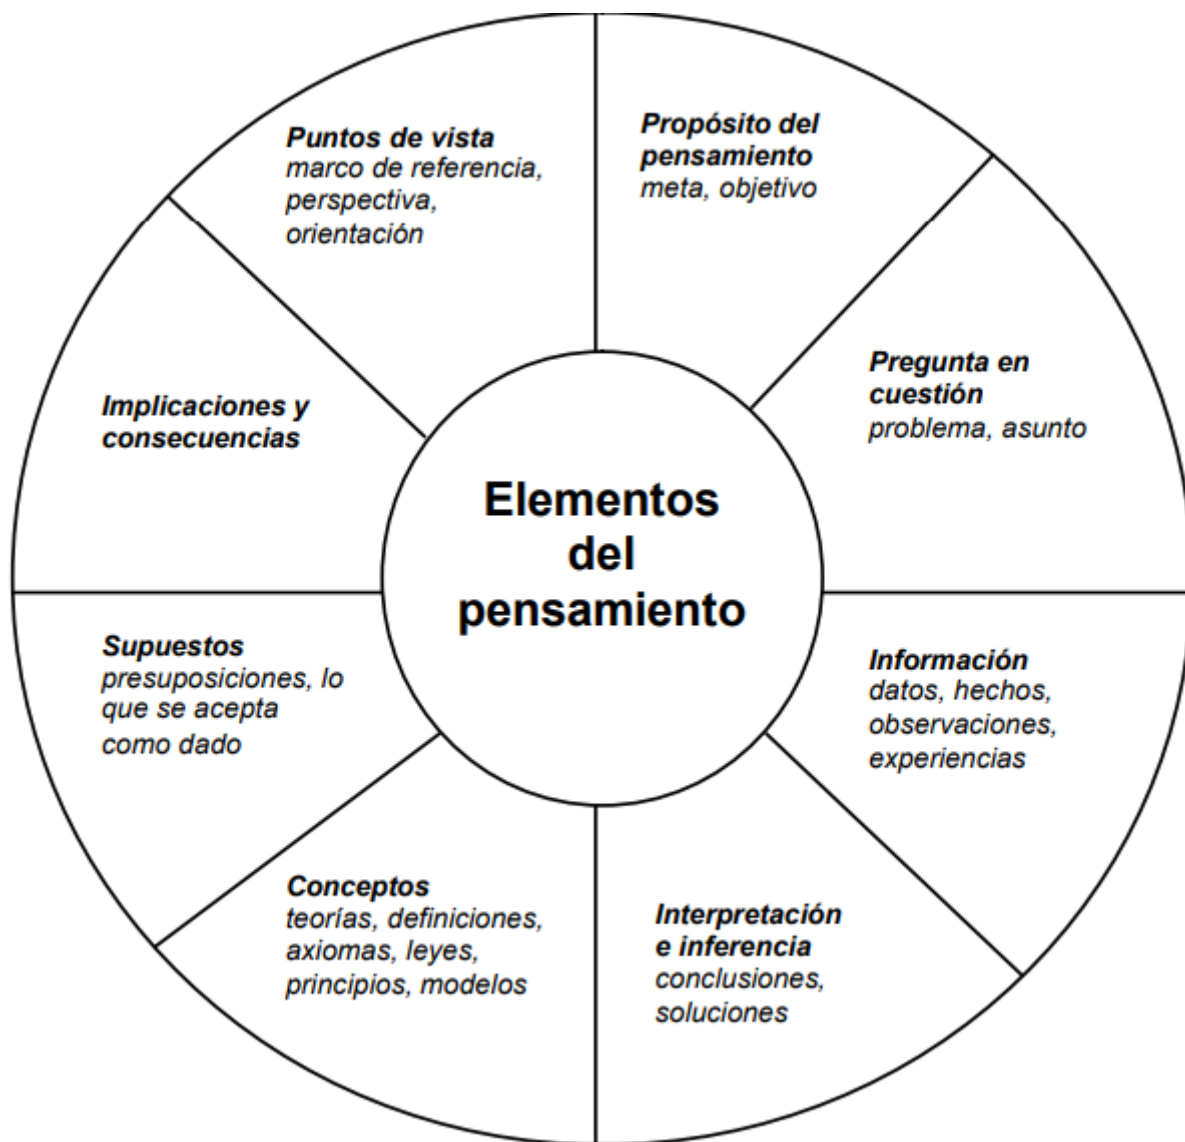 Puntos de vista
marco de referencia,
perspectiva,
orientación
Propósito del
pensamiento
meta, objetivo
Pregunta en
cuestión
problema, asunto
Implicaciones y
consecuencias
Elementos
del
pensamiento
Supuestos
presuposiciones, lo
que se acepta
como dado
Información
datos, hechos,
observaciones,
experiencias
Conceptos
teorías, definiciones,
axiomas, leyes,
principios, modelos
Interpretación
e inferencia
conclusiones,
soluciones